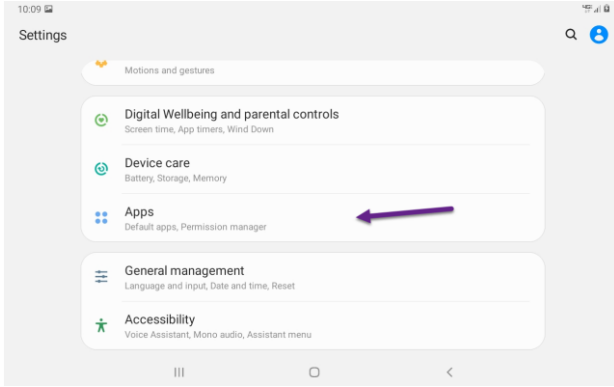 10:09
Settings
Motions and gestures
Digital Wellbeing and parental controls
Screen time, App timers, Wind Down
Device care
Battery, Storage, Memory
Apps
Default apps, Permission manager
General management
Language and input, Date and time, Reset
Accessibility
Voice Assistant, Mono audio, Assistant menu